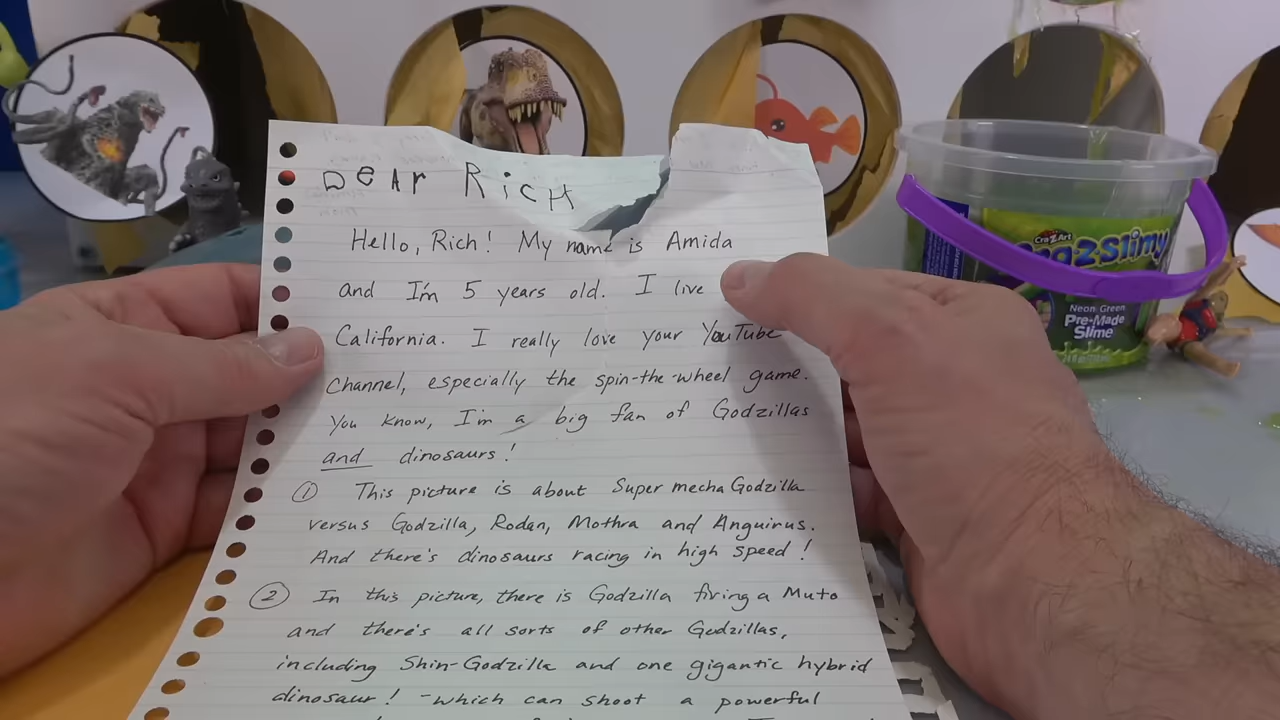 Dear Rich
Hello, Rich! My name is Amida
and I'm 5 years old. I live
California. I really love your YouTube
channel, especially the spin-the-wheel game.
You know, I'm a big fan of Godzillas
and dinosaurs!
① This picture is about Super mecha Godzilla
versus Godzilla, Rodan, Mothra and Anguirus.
And there's dinosaurs racing in high speed!
② In this picture, there is Godzilla firing a Muto
and there's all sorts of other Godzillas,
including Shin-Godzilla and one gigantic hybrid
dinosaur! - which can shoot a powerful
Cra-Z-Art
Cra-Z-Slimy
Neon Green
Pre-Made
Slime